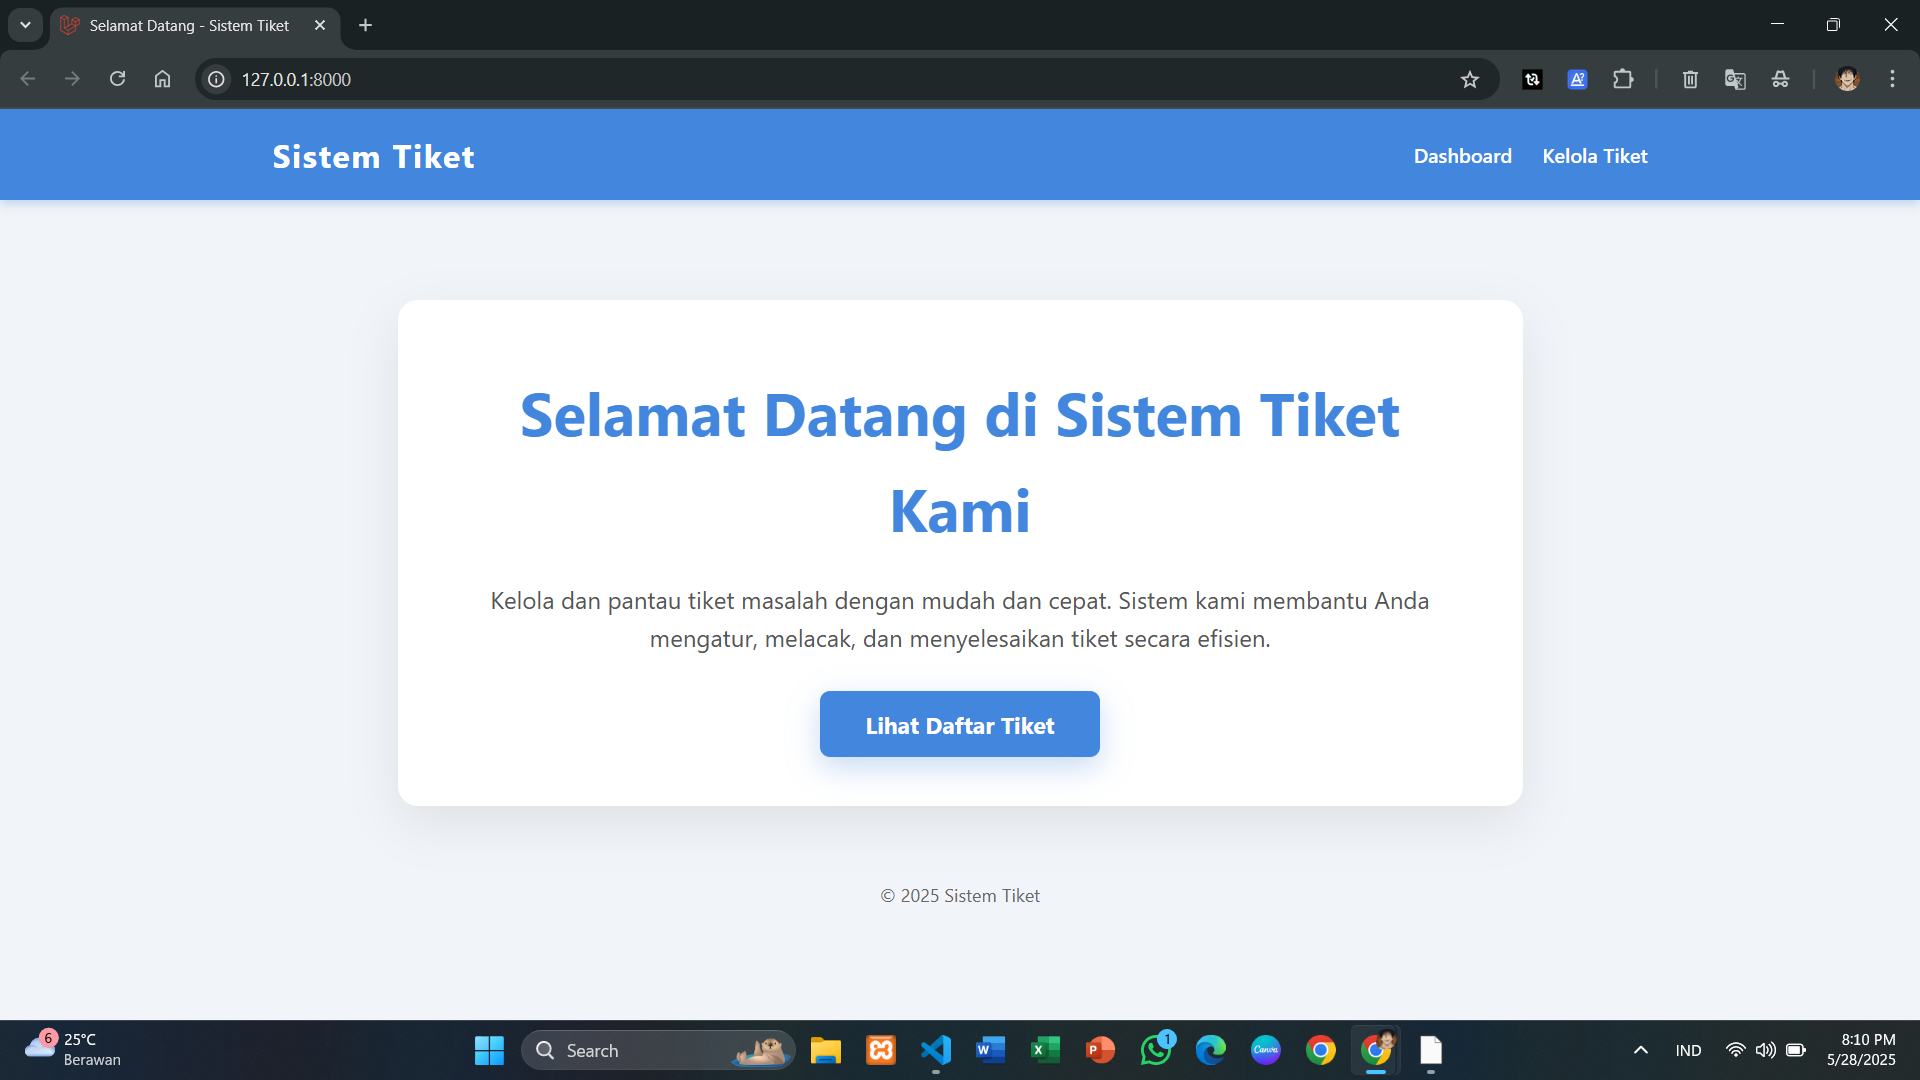 Selamat Datang - Sistem Tiket
127.0.0.1:8000
Sistem Tiket
Dashboard
Kelola Tiket
Selamat Datang di Sistem Tiket
Kami
Kelola dan pantau tiket masalah dengan mudah dan cepat. Sistem kami membantu Anda
mengatur, melacak, dan menyelesaikan tiket secara efisien.
Lihat Daftar Tiket
© 2025 Sistem Tiket
6
25°C
Berawan
Search
W
X
P
1
Canva
IND
8:10 PM
5/28/2025